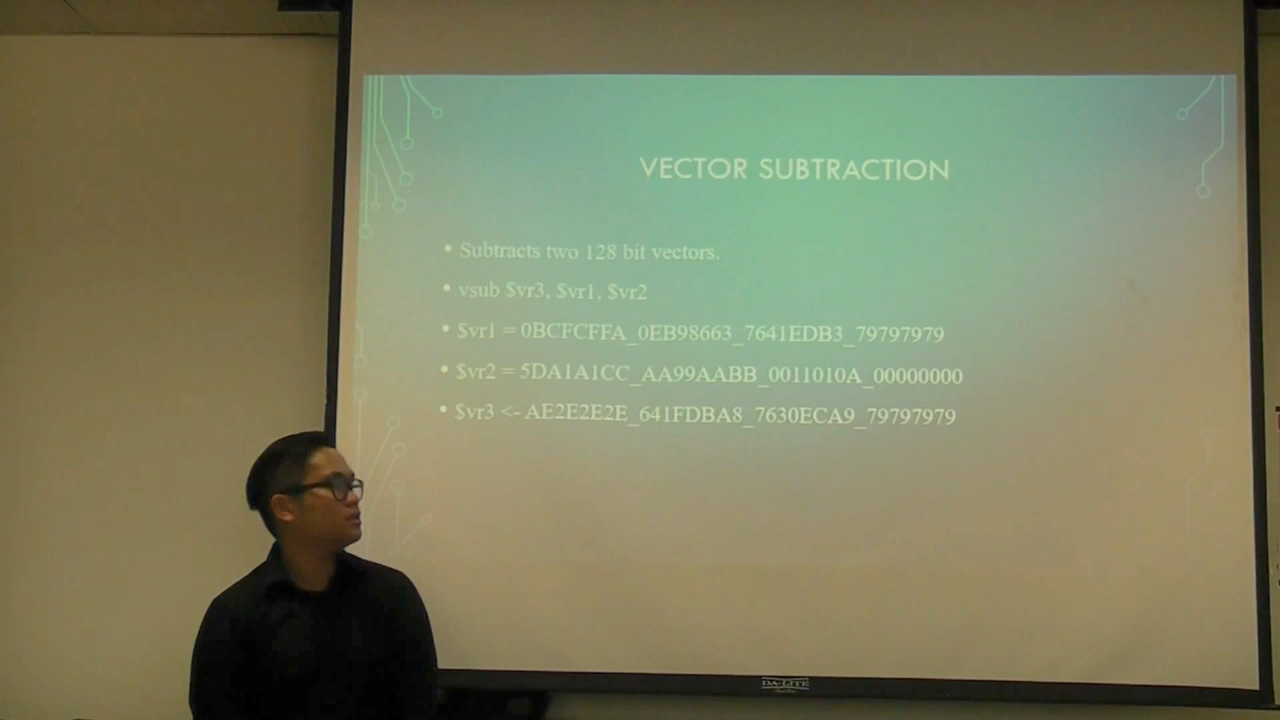 VECTOR SUBTRACTION
• Subtracts two 128 bit vectors.
• vsub $vr3, $vr1, $vr2
• $vr1 = 0BCFCFFA_0EB98663_7641EDB3_79797979
• $vr2 = 5DA1A1CC_AA99AABB_0011010A_00000000
• $vr3 <- AE2E2E2E_641FDBA8_7630ECA9_79797979
DA-LITE